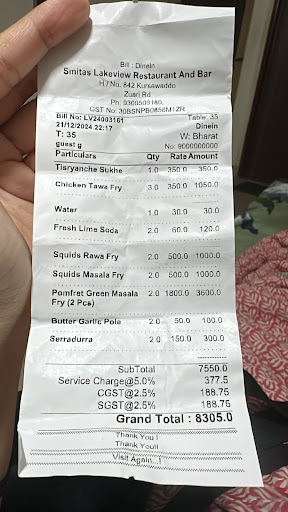 Bill : Dinein
Smitas Lakeview Restaurant And Bar
H / No. 842 Kuruswaddo
Zuari Rd
Ph: 9309509180,
GST No: 30BSNPB0856M1ZR
Bill No: LV24003161 Table: 35
21/12/2024 22:17 Dinein
T: 35 W: Bharat
guest g No: 9000000000
Particulars Qty Rate Amount
Tisryanche Sukhe 1.0 350.0 350.0
Chicken Tawa Fry 3.0 350.0 1050.0
Water 1.0 30.0 30.0
Fresh Lime Soda 2.0 60.0 120.0
Squids Rawa Fry 2.0 500.0 1000.0
Squids Masala Fry 2.0 500.0 1000.0
Pomfret Green Masala 2.0 1800.0 3600.0
Fry (2 Pcs)
Butter Garlic Poie 2.0 50.0 100.0
Serradurra 2.0 150.0 300.0
SubTotal 7550.0
Service Charge@5.0% 377.5
CGST@2.5% 188.75
SGST@2.5% 188.75
Grand Total : 8305.0
Thank You !
Thank You!!
Visit Again...!